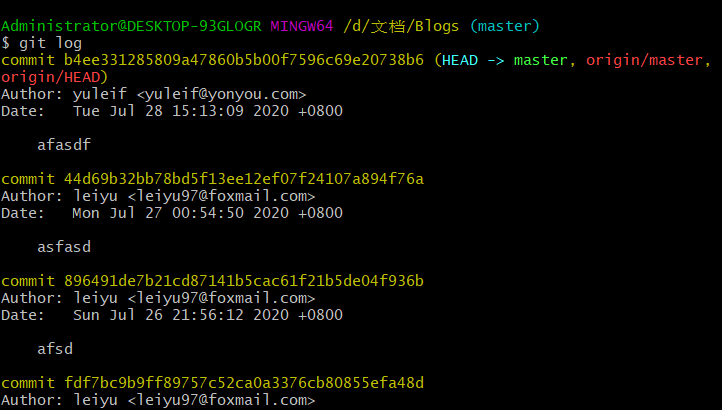 Administrator@DESKTOP-93GLOGR MINGW64 /d/文档/Blogs (master)
$ git log
commit b4ee331285809a47860b5b00f7596c69e20738b6 (HEAD -> master, origin/master,
origin/HEAD)
Author: yuleif <yuleif@yonyou.com>
Date:   Tue Jul 28 15:13:09 2020 +0800
    afasdf
commit 44d69b32bb78bd5f13ee12ef07f24107a894f76a
Author: leiyu <leiyu97@foxmail.com>
Date:   Mon Jul 27 00:54:50 2020 +0800
    asfasd
commit 896491de7b21cd87141b5cac61f21b5de04f936b
Author: leiyu <leiyu97@foxmail.com>
Date:   Sun Jul 26 21:56:12 2020 +0800
    afsd
commit fdf7bc9b9ff89757c52ca0a3376cb80855efa48d
Author: leiyu <leiyu97@foxmail.com>